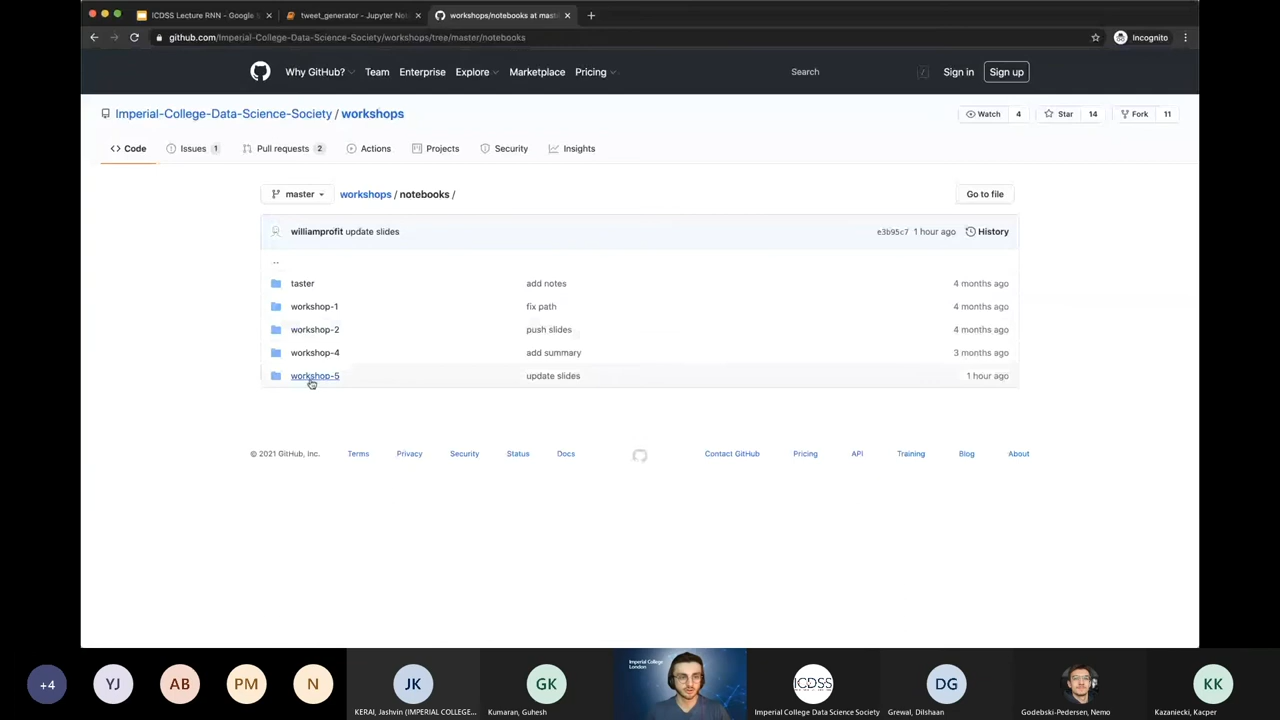 ICDSS Lecture RNN - Google S
tweet_generator - Jupyter Not
workshops/notebooks at mast
github.com/Imperial-College-Data-Science-Society/workshops/tree/master/notebooks
Incognito
Why GitHub?
Team
Enterprise
Explore
Marketplace
Pricing
Search
/
Sign in
Sign up
Imperial-College-Data-Science-Society / workshops
Watch 4
Star 14
Fork 11
Code
Issues 1
Pull requests 2
Actions
Projects
Security
Insights
master
workshops / notebooks /
Go to file
williamprofit update slides
e3b95c7 1 hour ago
History
..
taster add notes 4 months ago
workshop-1 fix path 4 months ago
workshop-2 push slides 4 months ago
workshop-4 add summary 3 months ago
workshop-5 update slides 1 hour ago
© 2021 GitHub, Inc.
Terms
Privacy
Security
Status
Docs
Contact GitHub
Pricing
API
Training
Blog
About
+4
YJ
AB
PM
N
JK
KERAI, Jashvin (IMPERIAL COLLEGE...
GK
Kumaran, Guhesh
Imperial College
London
ICDSS
Imperial College Data Science Society
DG
Grewal, Dilshaan
Godebski-Pedersen, Nemo
KK
Kazaniecki, Kacper